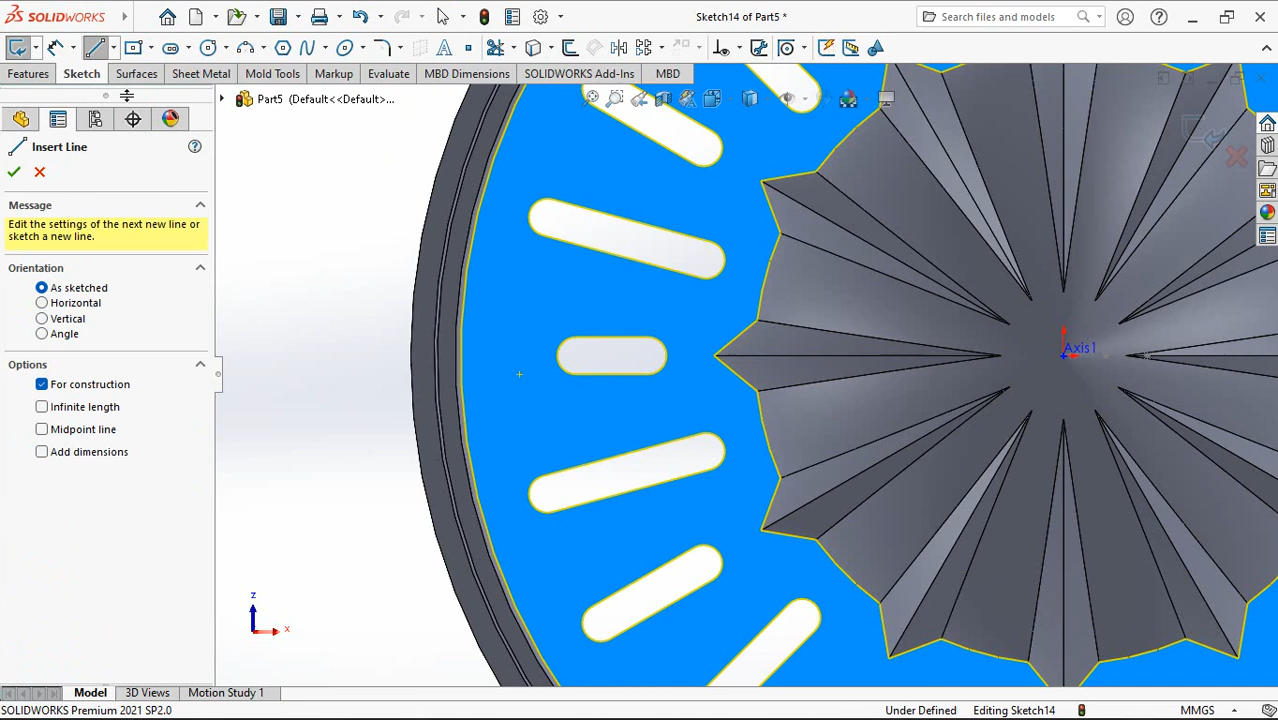 SOLIDWORKS
Sketch14 of Part5 *
Search files and models
Features
Sketch
Surfaces
Sheet Metal
Mold Tools
Markup
Evaluate
MBD Dimensions
SOLIDWORKS Add-Ins
MBD
Part5 (Default<<Default>...
Insert Line
Message
Edit the settings of the next new line or
sketch a new line.
Orientation
As sketched
Horizontal
Vertical
Angle
Options
For construction
Infinite length
Midpoint line
Add dimensions
Axis1
z
x
Model
3D Views
Motion Study 1
SOLIDWORKS Premium 2021 SP2.0
Under Defined
Editing Sketch14
MMGS